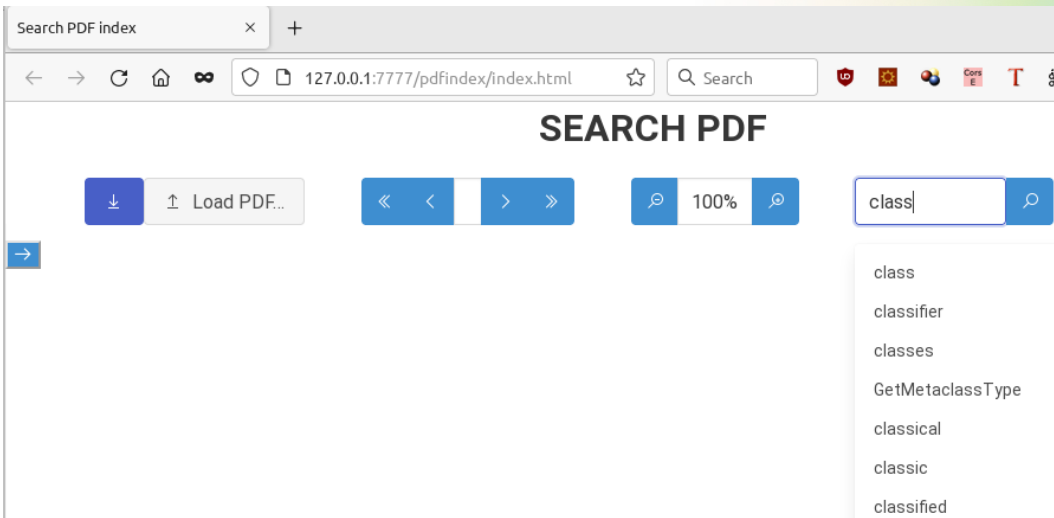 Search PDF index × +
127.0.0.1:7777/pdfindex/index.html Search Cors E T
SEARCH PDF
Load PDF... 100% class
class
classifier
classes
GetMetaclassType
classical
classic
classified